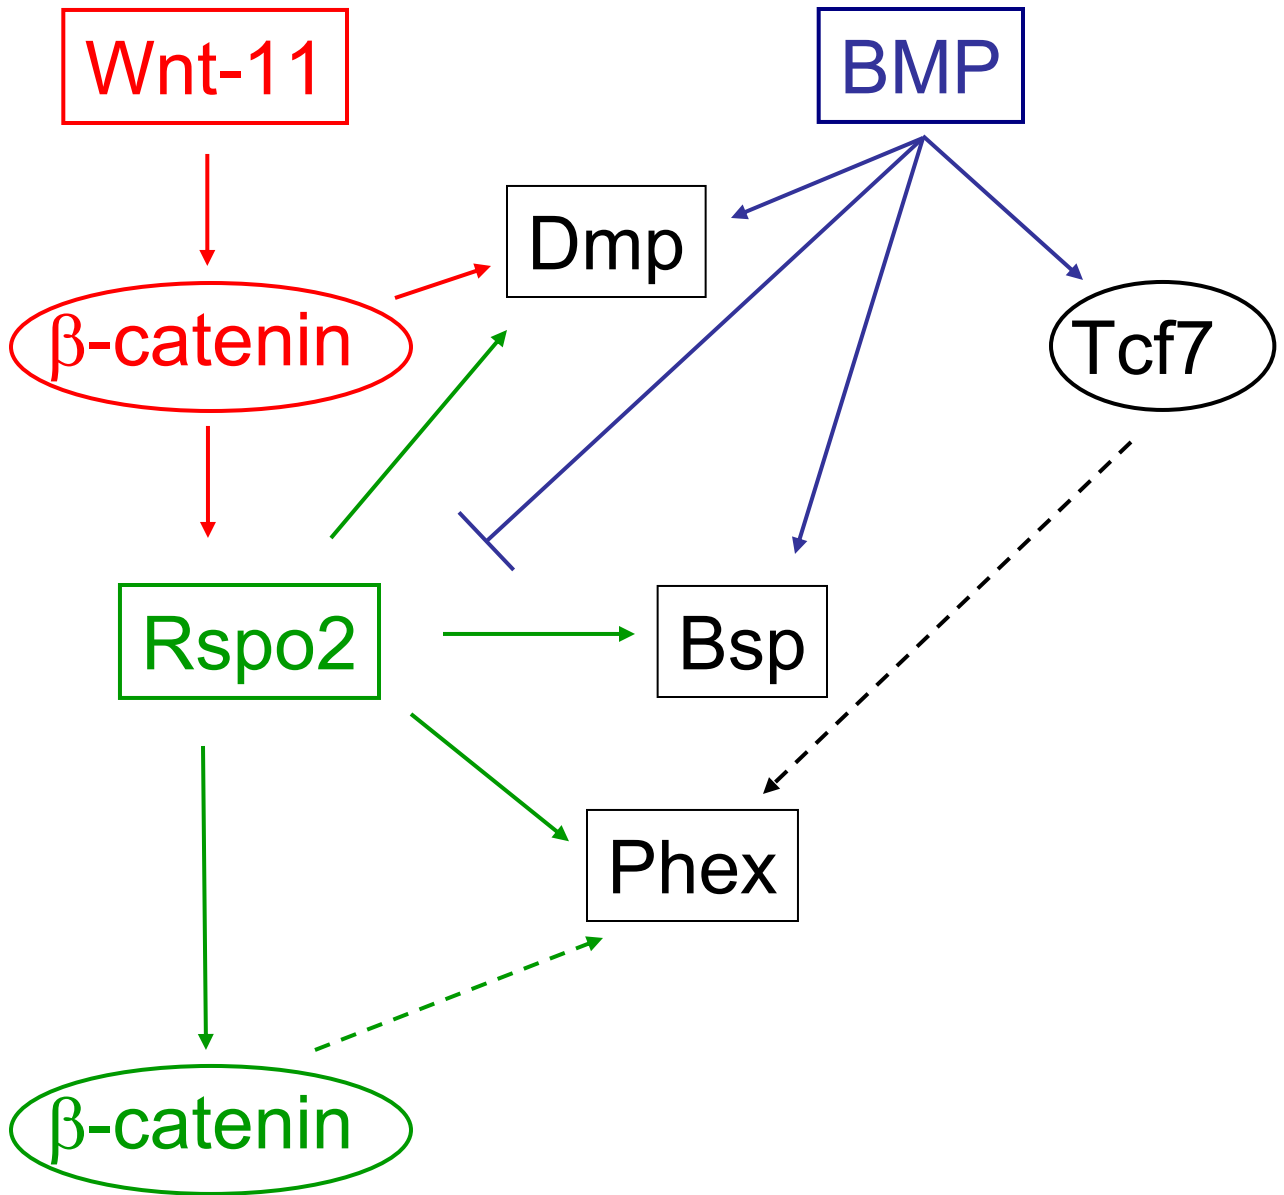 Wnt-11
BMP
Dmp
β-catenin
Tcf7
Rspo2
Bsp
Phex
β-catenin